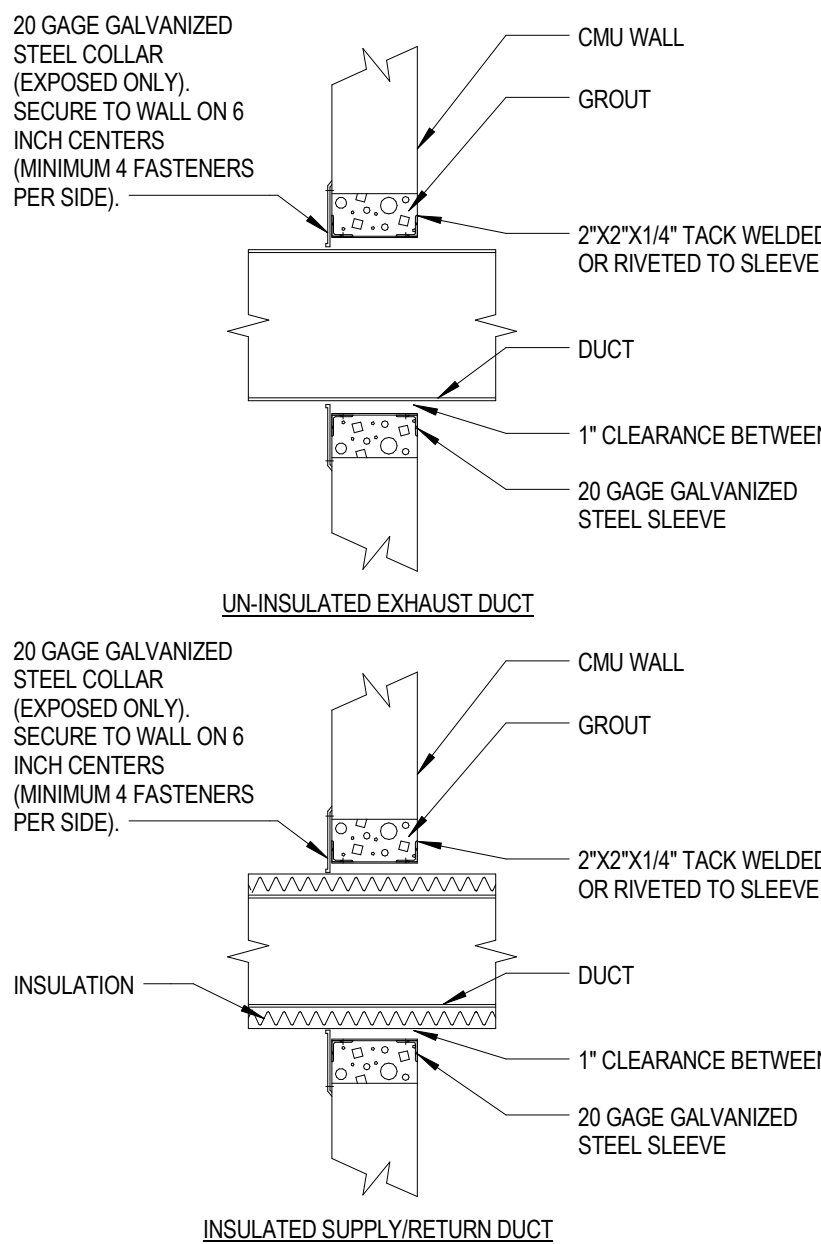 20 GAGE GALVANIZED
STEEL COLLAR
(EXPOSED ONLY).
SECURE TO WALL ON 6
INCH CENTERS
(MINIMUM 4 FASTENERS
PER SIDE).
CMU WALL
GROUT
2"X2"X1/4" TACK WELDED
OR RIVETED TO SLEEVE
DUCT
1" CLEARANCE BETWEEN
20 GAGE GALVANIZED
STEEL SLEEVE
UN-INSULATED EXHAUST DUCT
20 GAGE GALVANIZED
STEEL COLLAR
(EXPOSED ONLY).
SECURE TO WALL ON 6
INCH CENTERS
(MINIMUM 4 FASTENERS
PER SIDE).
INSULATION
CMU WALL
GROUT
2"X2"X1/4" TACK WELDED
OR RIVETED TO SLEEVE
DUCT
1" CLEARANCE BETWEEN
20 GAGE GALVANIZED
STEEL SLEEVE
INSULATED SUPPLY/RETURN DUCT